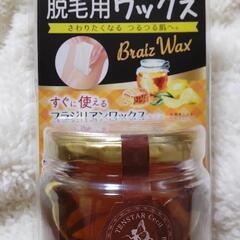 脱毛用ワックス
さわりたくなる つるつる肌へ。
Braiz Wax
すぐに使える
ブラジリアンワックス
TENSTAR Cecil